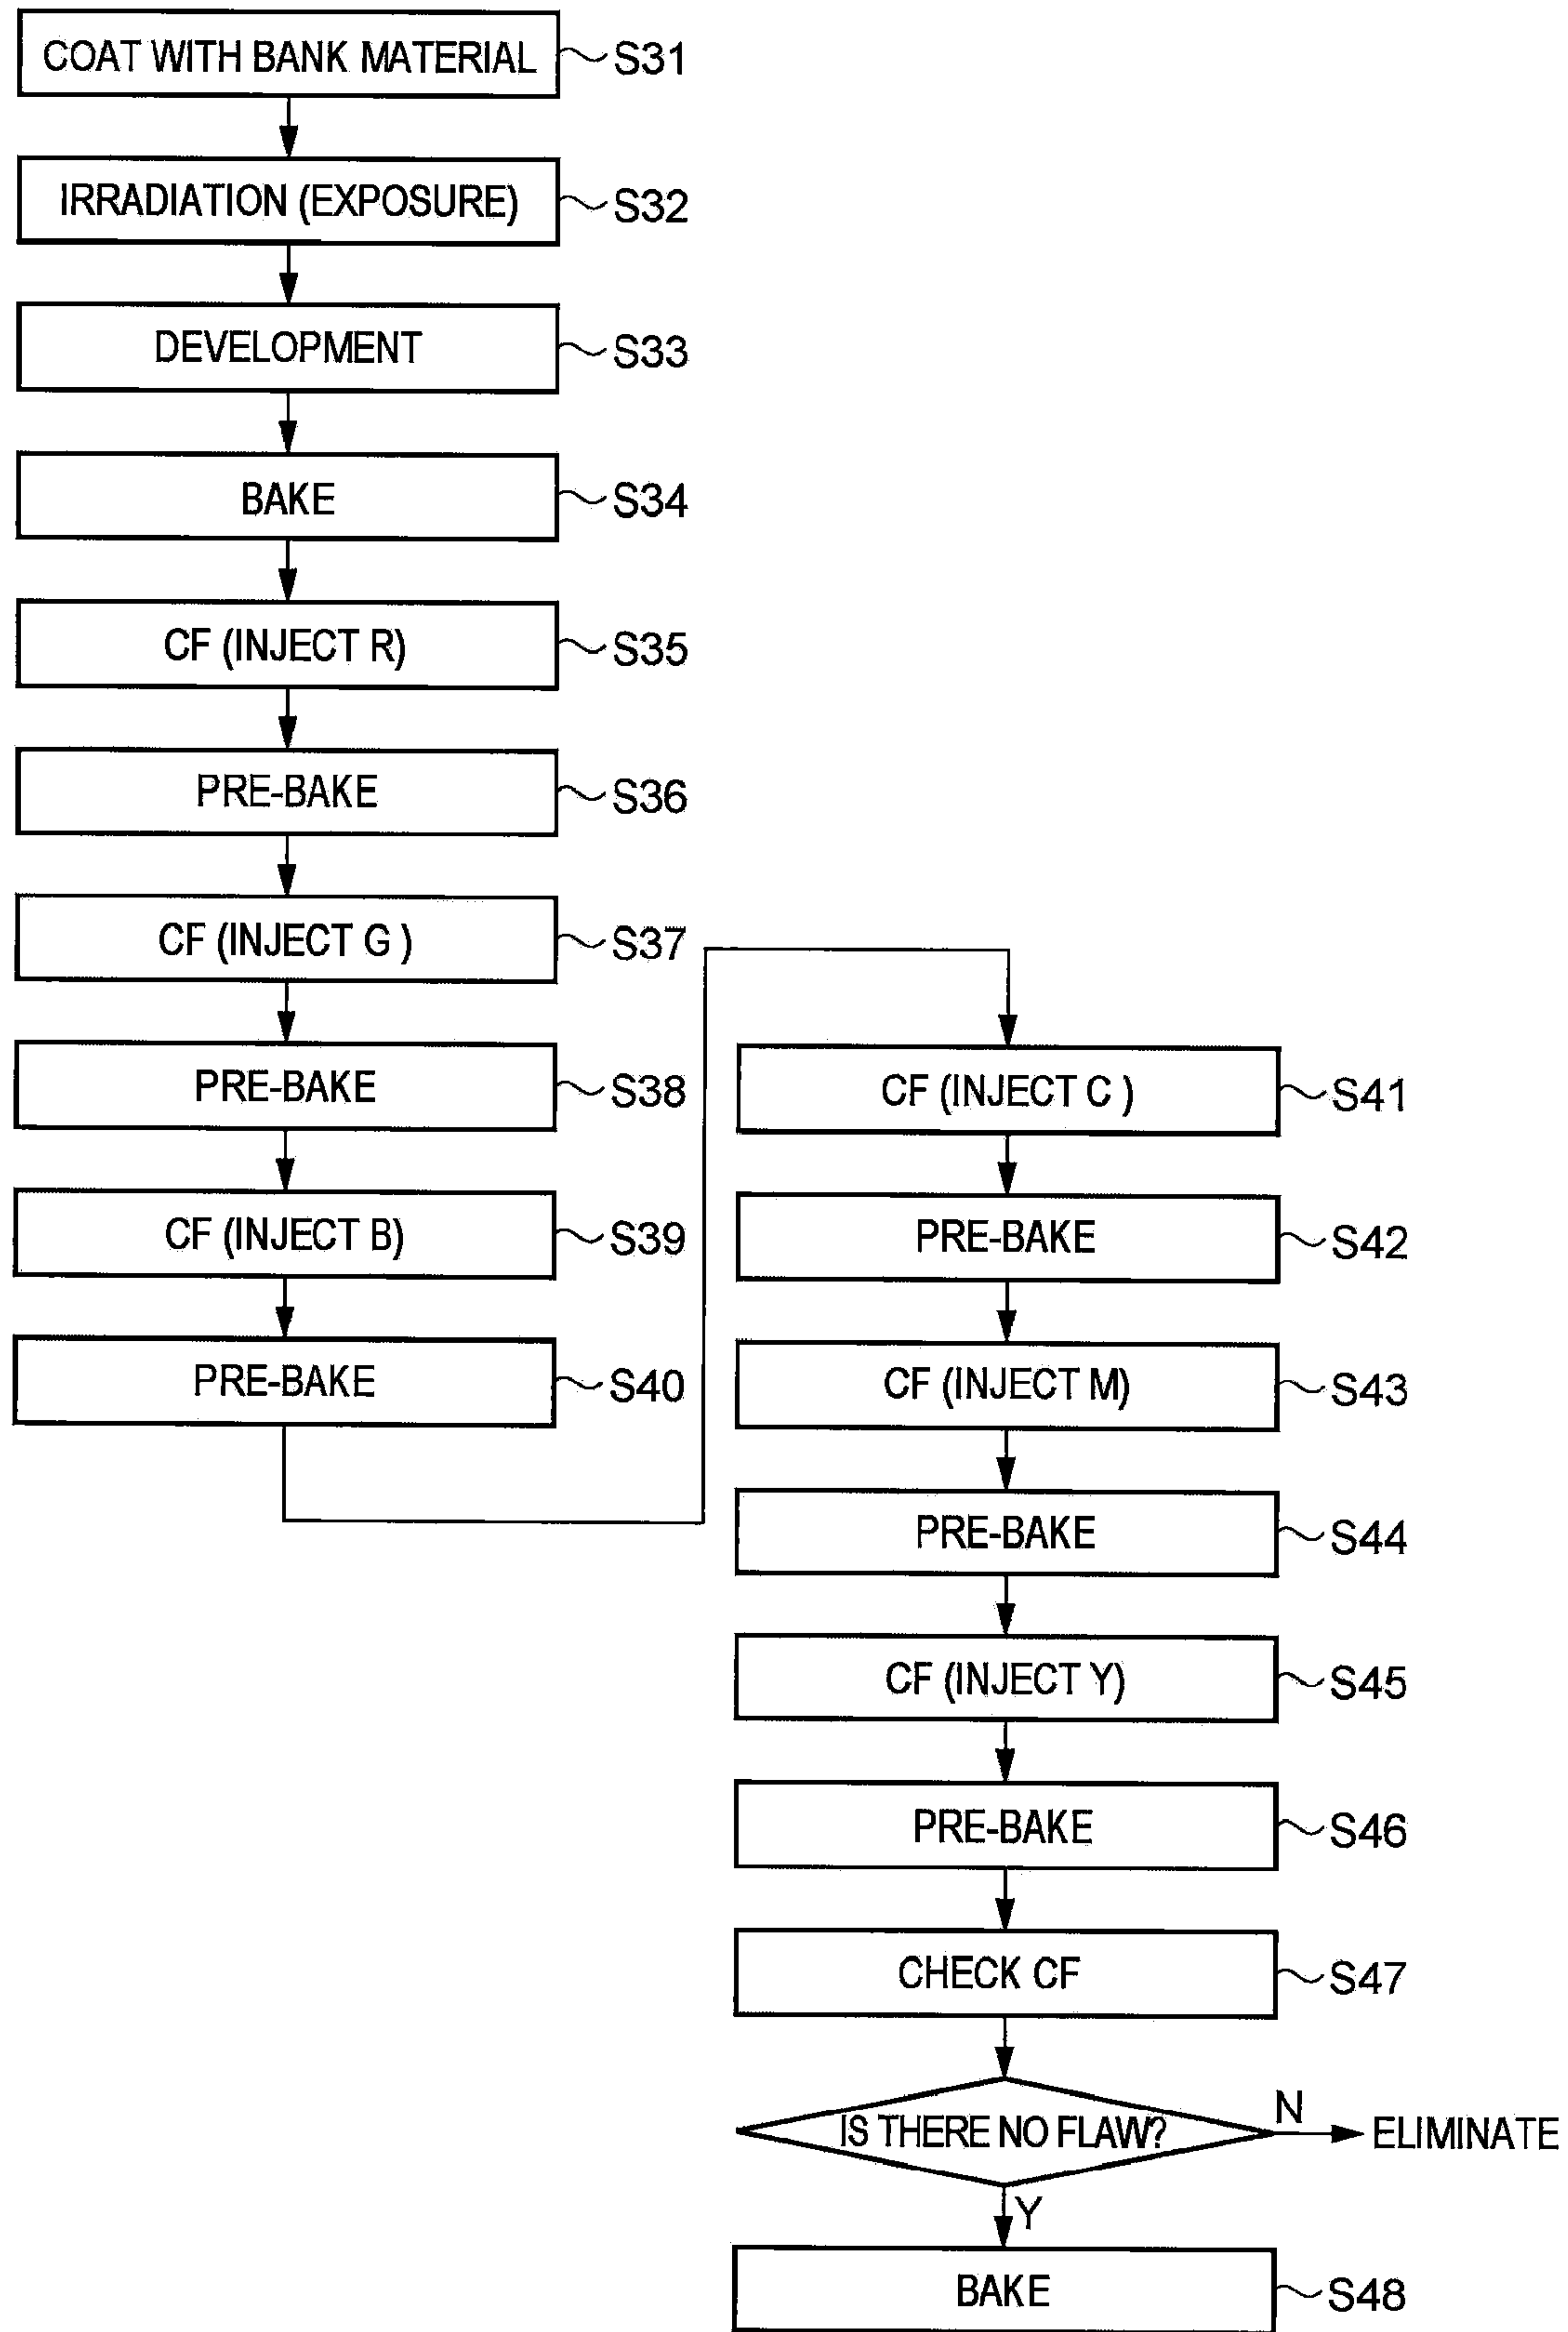 COAT WITH BANK MATERIAL S31
IRRADIATION (EXPOSURE) S32
DEVELOPMENT S33
BAKE S34
CF (INJECT R) S35
PRE-BAKE S36
CF (INJECT G ) S37
PRE-BAKE S38
CF (INJECT B) S39
PRE-BAKE S40
CF (INJECT C ) S41
PRE-BAKE S42
CF (INJECT M) S43
PRE-BAKE S44
CF (INJECT Y) S45
PRE-BAKE S46
CHECK CF S47
IS THERE NO FLAW? N ELIMINATE
Y
BAKE S48